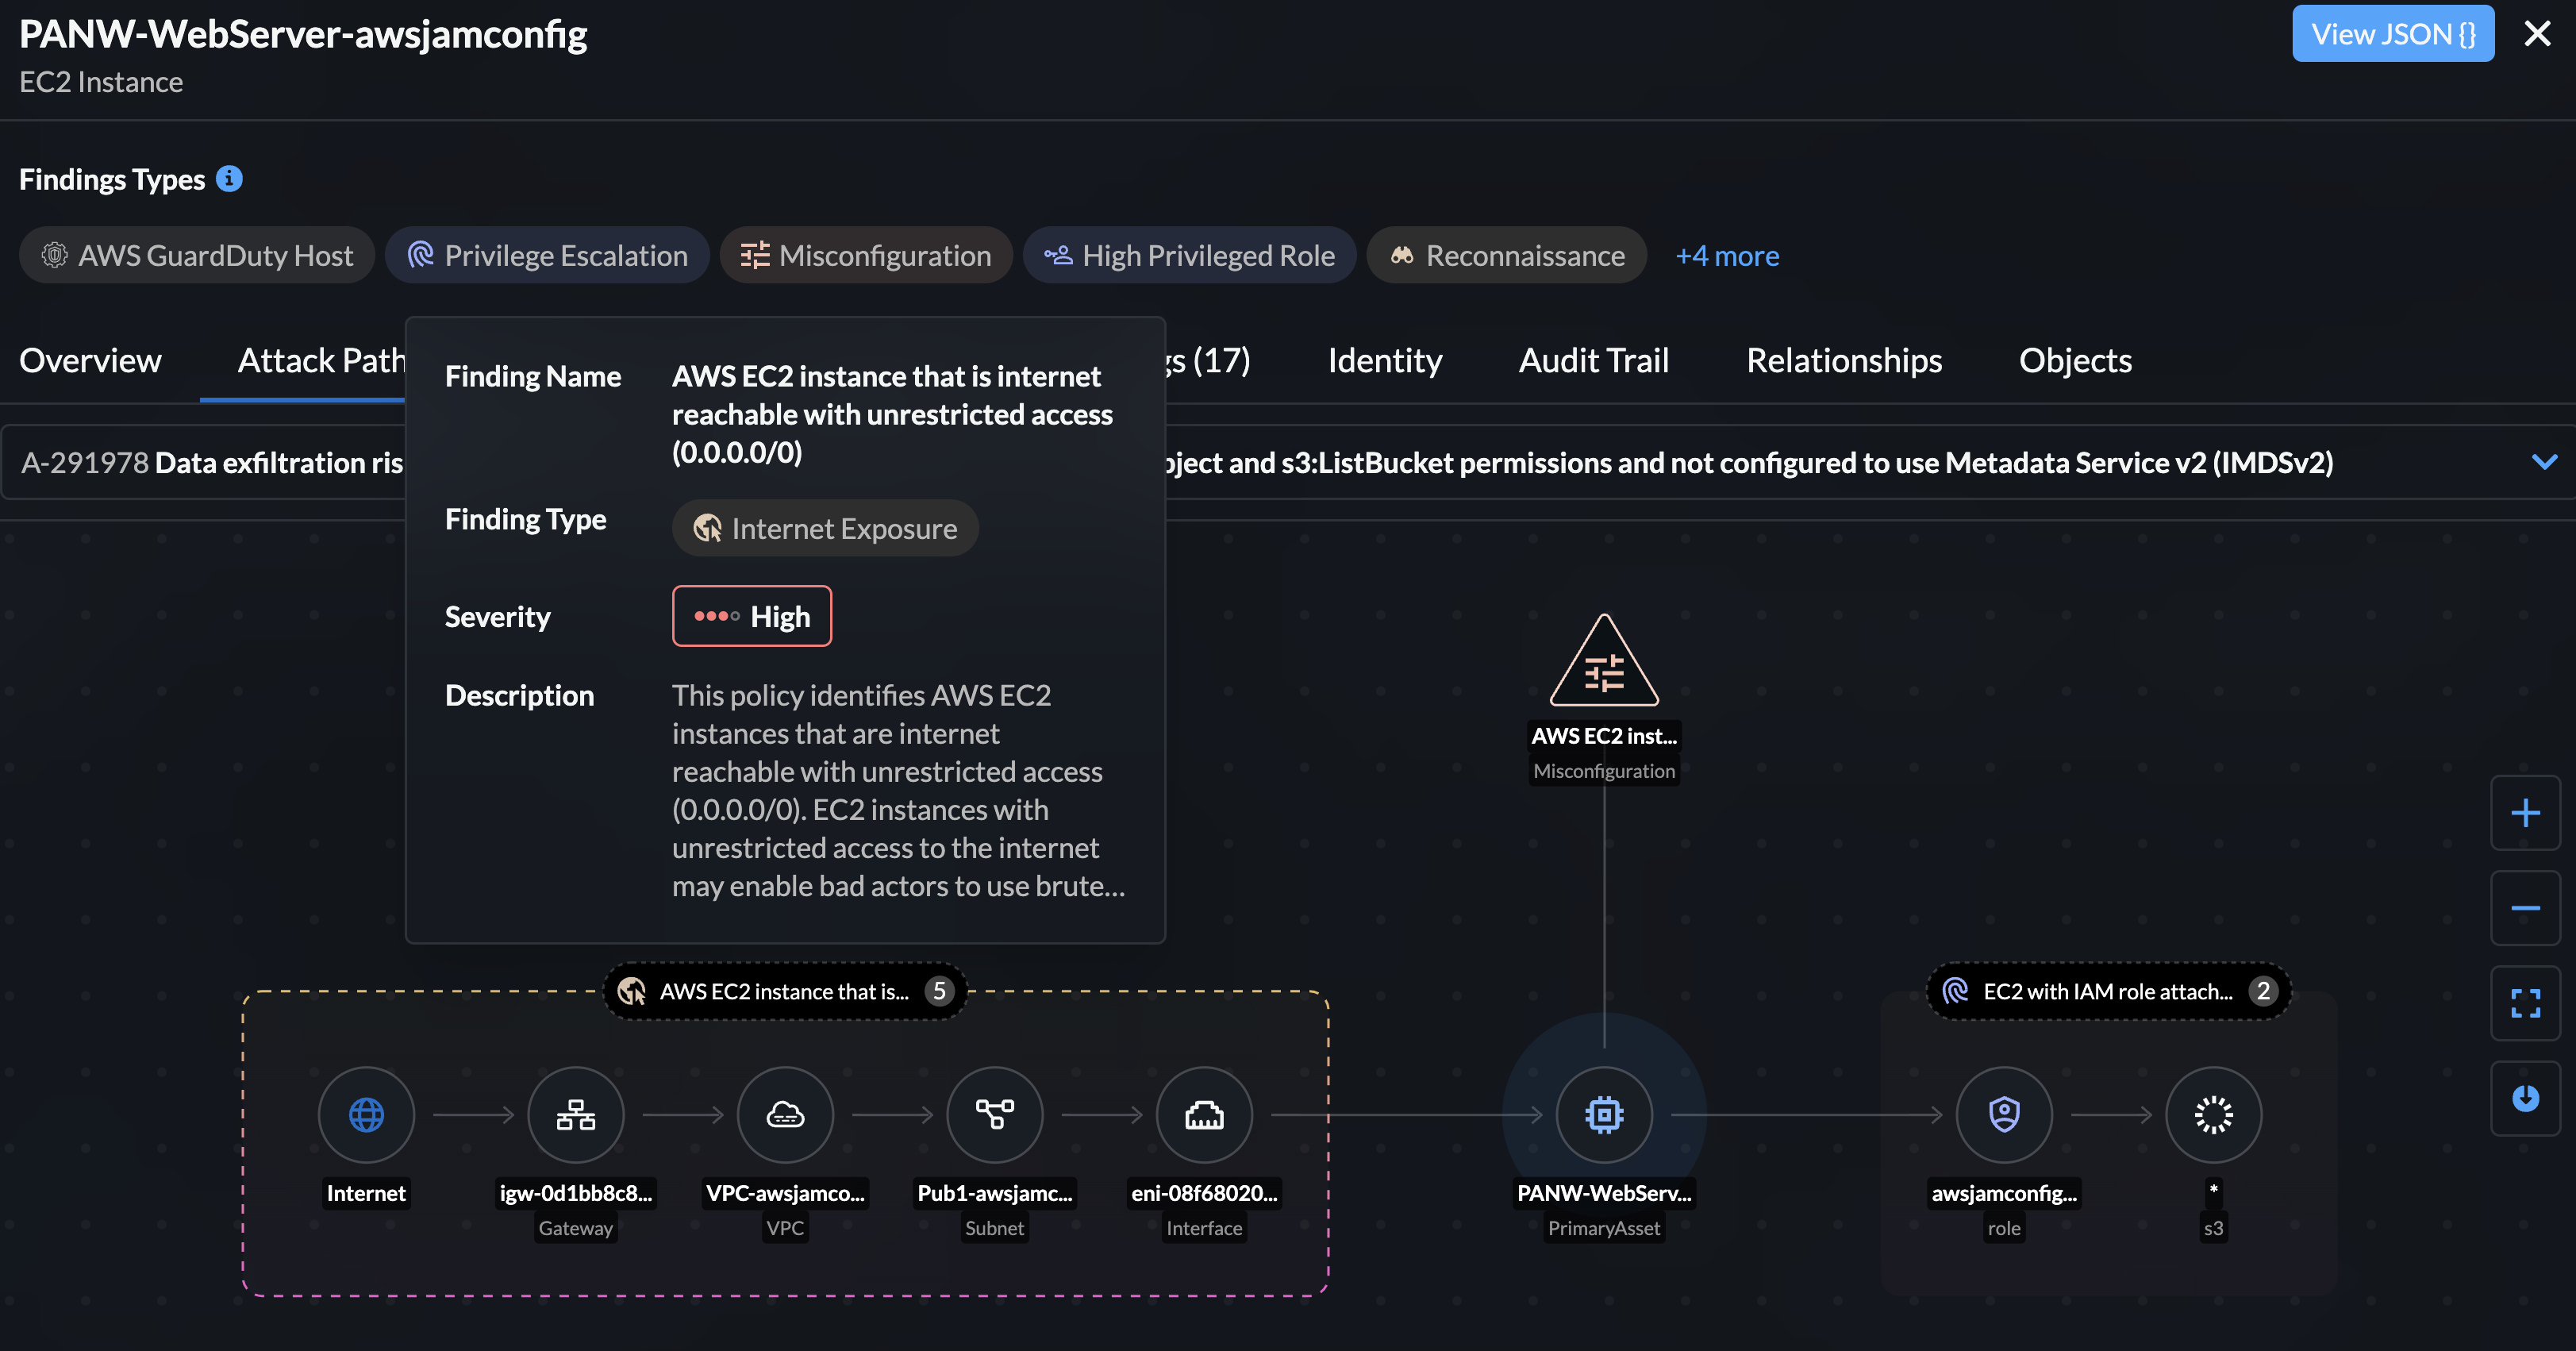 PANW-WebServer-awsjamconfig
View JSON {}
EC2 Instance
Findings Types
AWS GuardDuty Host
Privilege Escalation
Misconfiguration
High Privileged Role
Reconnaissance
+4 more
Overview
Attack Path
gs (17)
Identity
Audit Trail
Relationships
Objects
A-291978 Data exfiltration ris
bject and s3:ListBucket permissions and not configured to use Metadata Service v2 (IMDSv2)
Finding Name
AWS EC2 instance that is internet
reachable with unrestricted access
(0.0.0.0/0)
Finding Type
Internet Exposure
Severity
High
Description
This policy identifies AWS EC2
instances that are internet
reachable with unrestricted access
(0.0.0.0/0). EC2 instances with
unrestricted access to the internet
may enable bad actors to use brute...
AWS EC2 inst...
Misconfiguration
AWS EC2 instance that is... 5
EC2 with IAM role attach... 2
Internet
igw-0d1bb8c8...
Gateway
VPC-awsjamco...
VPC
Pub1-awsjamc...
Subnet
eni-08f68020...
Interface
PANW-WebServ...
PrimaryAsset
awsjamconfig...
role
*
s3